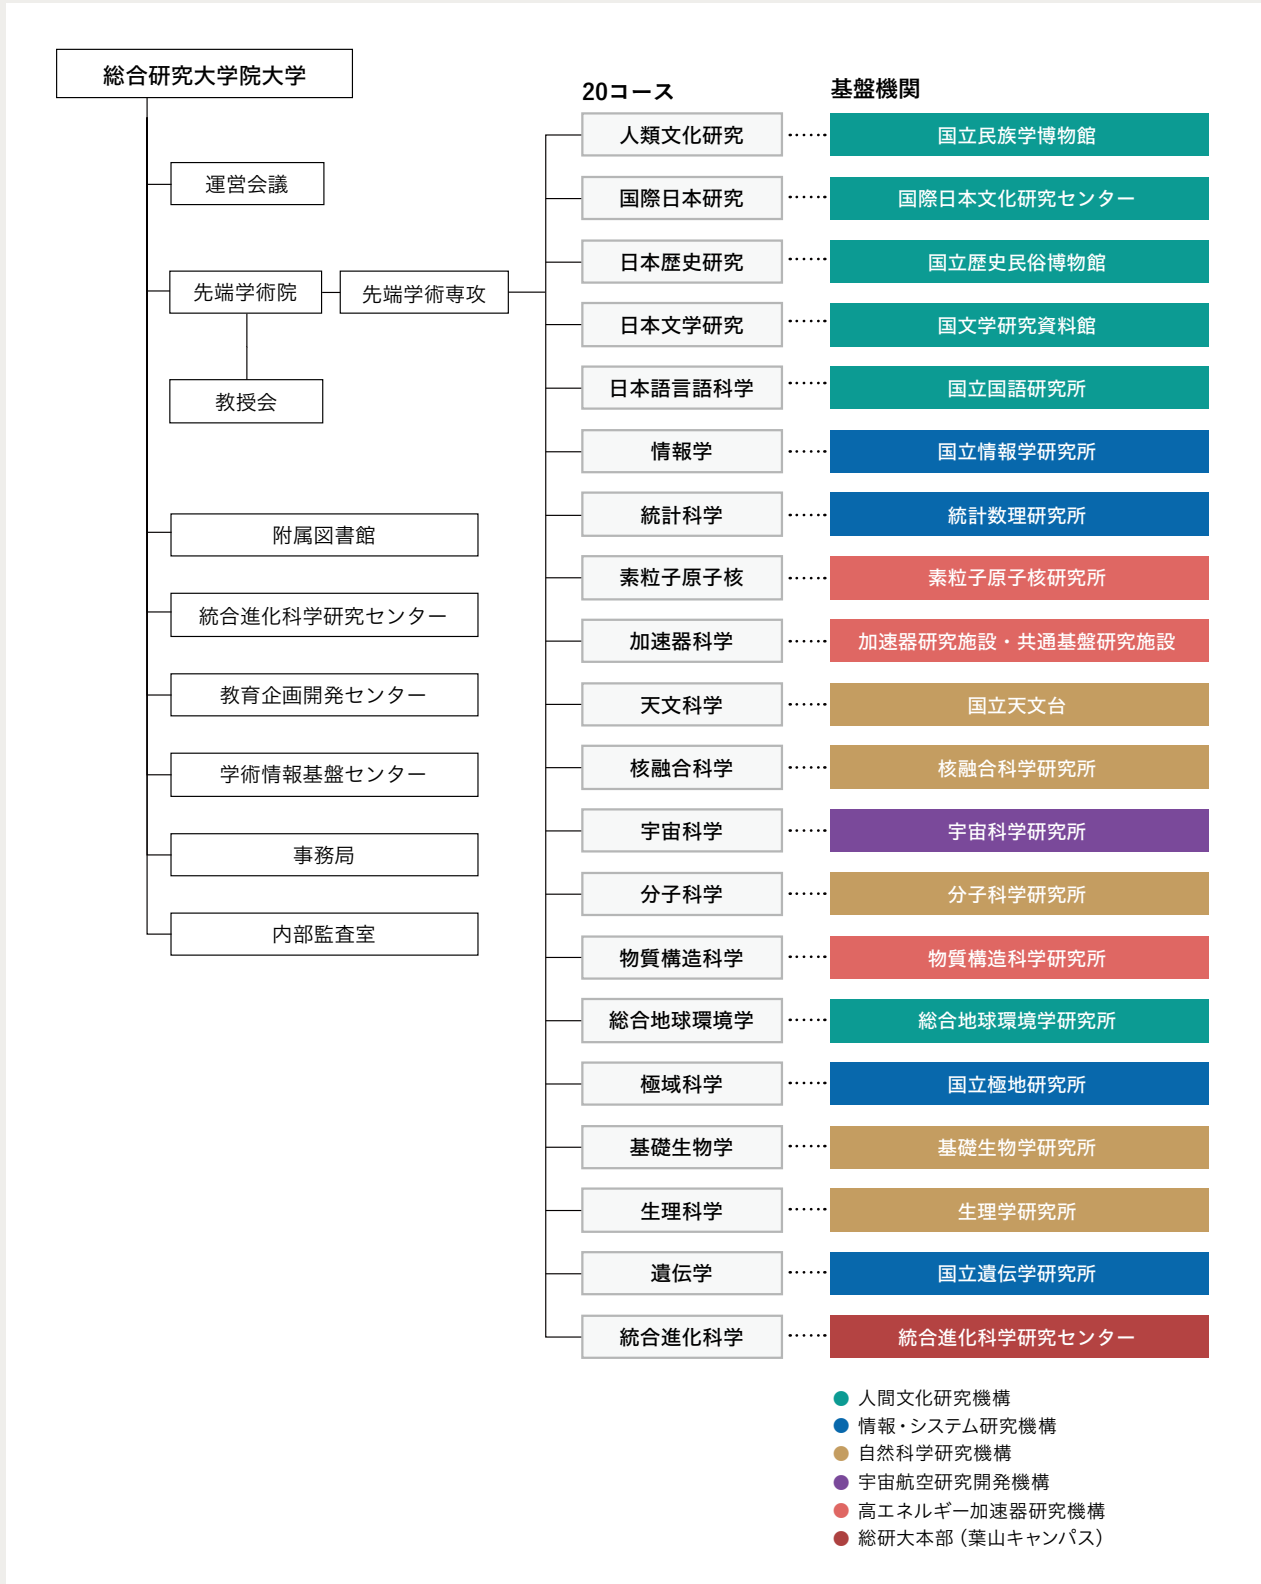 総合研究大学院大学
運営会議
先端学術院
先端学術専攻
教授会
附属図書館
統合進化科学研究センター
教育企画開発センター
学術情報基盤センター
事務局
内部監査室
20コース
基盤機関
人類文化研究
国立民族学博物館
国際日本研究
国際日本文化研究センター
日本歴史研究
国立歴史民俗博物館
日本文学研究
国文学研究資料館
日本語言語科学
国立国語研究所
情報学
国立情報学研究所
統計科学
統計数理研究所
素粒子原子核
素粒子原子核研究所
加速器科学
加速器研究施設・共通基盤研究施設
天文科学
国立天文台
核融合科学
核融合科学研究所
宇宙科学
宇宙科学研究所
分子科学
分子科学研究所
物質構造科学
物質構造科学研究所
総合地球環境学
総合地球環境学研究所
極域科学
国立極地研究所
基礎生物学
基礎生物学研究所
生理科学
生理学研究所
遺伝学
国立遺伝学研究所
統合進化科学
統合進化科学研究センター
人間文化研究機構
情報・システム研究機構
自然科学研究機構
宇宙航空研究開発機構
高エネルギー加速器研究機構
総研大本部(葉山キャンパス)